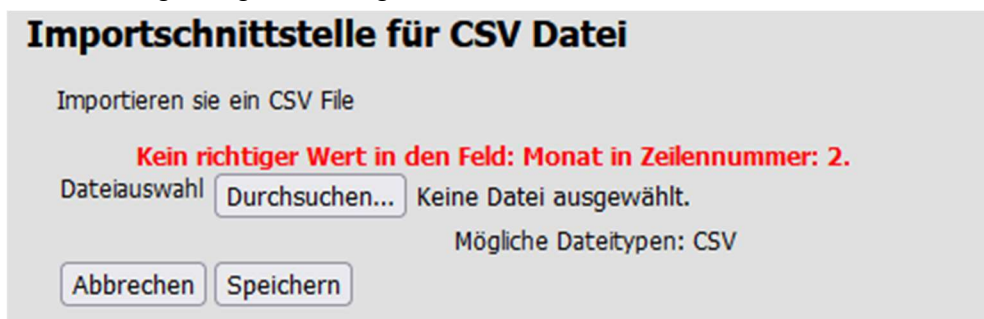 Importschnittstelle für CSV Datei
Importieren sie ein CSV File
Kein richtiger Wert in den Feld: Monat in Zeilennummer: 2.
Dateiauswahl Durchsuchen... Keine Datei ausgewählt.
Mögliche Dateitypen: CSV
Abbrechen Speichern